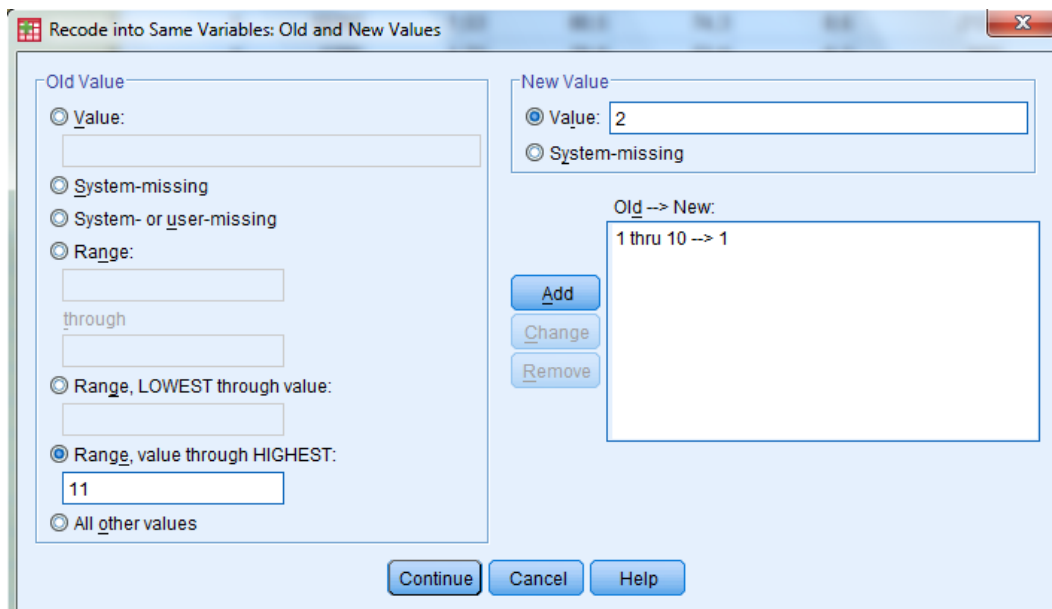 Recode into Same Variables: Old and New Values
Old Value
Value:
System-missing
System- or user-missing
Range:
through
Range, LOWEST through value:
Range, value through HIGHEST:
11
All other values
New Value
Value: 2
System-missing
Old --> New:
1 thru 10 --> 1
Add
Change
Remove
Continue Cancel Help